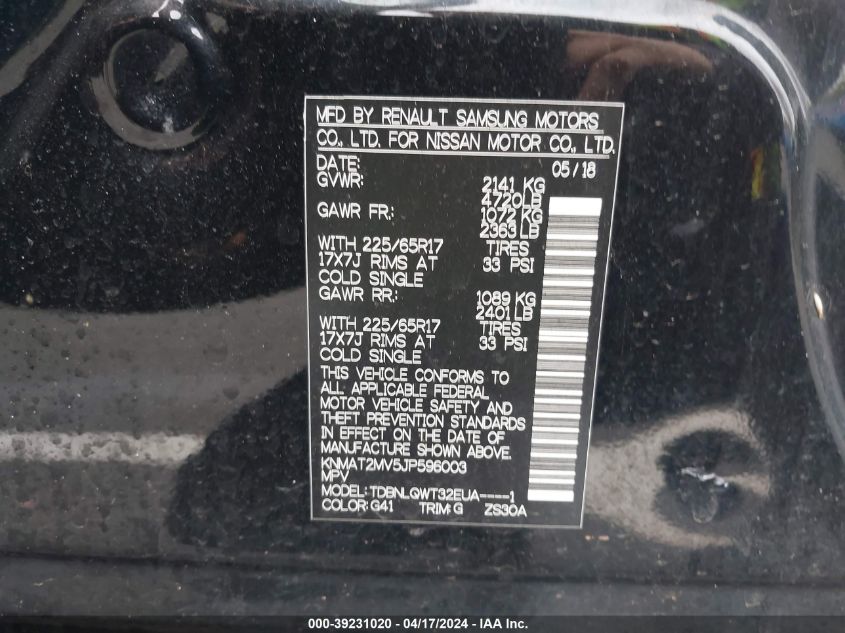 MFD BY RENAULT SAMSUNG MOTORS
CO., LTD. FOR NISSAN MOTOR CO., LTD.
DATE: 05/18
GVWR: 2141 KG
4720LB
GAWR FR.: 1072 KG
2363LB
WITH 225/65R17 TIRES
17X7J RIMS AT 33 PSI
COLD SINGLE
GAWR RR.: 1089 KG
2401LB
WITH 225/65R17 TIRES
17X7J RIMS AT 33 PSI
COLD SINGLE
THIS VEHICLE CONFORMS TO
ALL APPLICABLE FEDERAL
MOTOR VEHICLE SAFETY AND
THEFT PREVENTION STANDARDS
IN EFFECT ON THE DATE OF
MANUFACTURE SHOWN ABOVE.
KNMAT2MV5JP596003
MPV
MODEL: TDBNLQWT32EUA----1
COLOR: G41 TRIM: G ZS30A
000-39231020 - 04/17/2024 - IAA Inc.